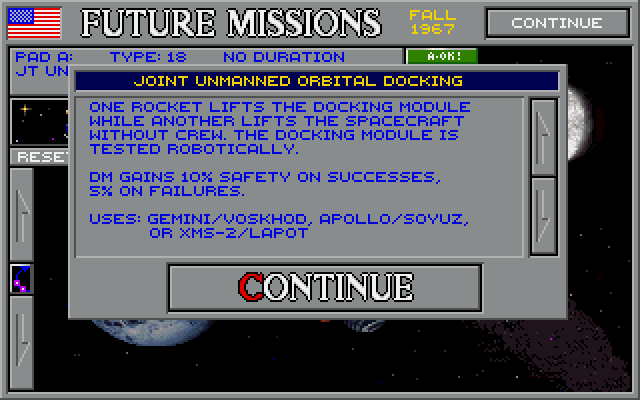 FUTURE MISSIONS
FALL
1967
CONTINUE
PAD A: TYPE: 18 NO DURATION
A-OK!
JT UN
JOINT UNMANNED ORBITAL DOCKING
ONE ROCKET LIFTS THE DOCKING MODULE
WHILE ANOTHER LIFTS THE SPACECRAFT
WITHOUT CREW. THE DOCKING MODULE IS
TESTED ROBOTICALLY.
DM GAINS 10% SAFETY ON SUCCESSES,
5% ON FAILURES.
USES: GEMINI/VOSKHOD, APOLLO/SOYUZ,
OR XMS-2/LAPOT
RESET
CONTINUE